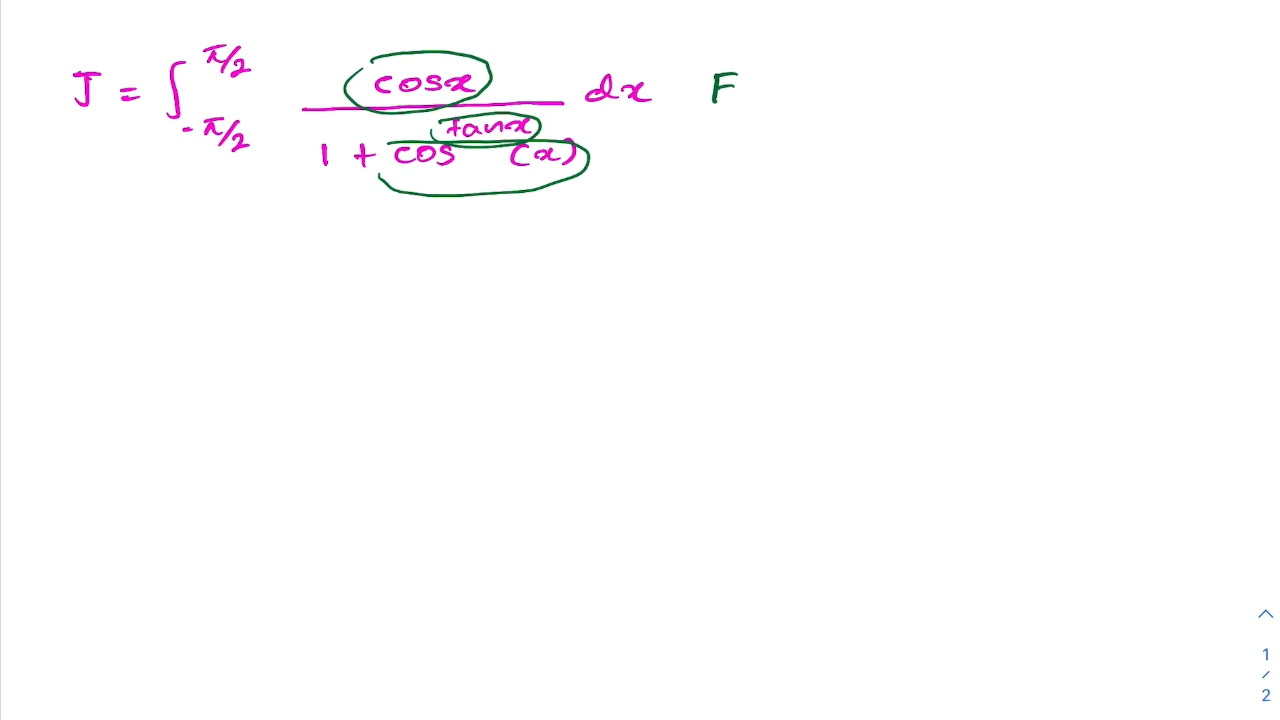 J = ∫ π/2 -π/2 cosx / 1 + cos^tanx (x) dx F
1
/
2